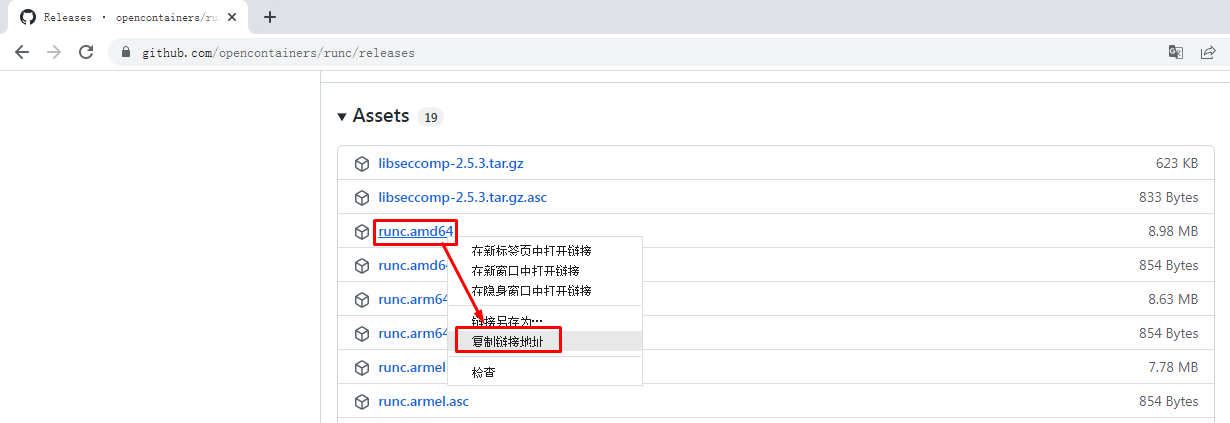 Releases · opencontainers/ru
github.com/opencontainers/runc/releases
Assets 19
libseccomp-2.5.3.tar.gz 623 KB
libseccomp-2.5.3.tar.gz.asc 833 Bytes
runc.amd64 8.98 MB
在新标签页中打开链接
runc.amd64 854 Bytes
在新窗口中打开链接
在隐身窗口中打开链接
runc.arm64 8.63 MB
链接另存为…
runc.arm64 854 Bytes
复制链接地址
runc.armel 7.78 MB
检查
runc.armel.asc 854 Bytes